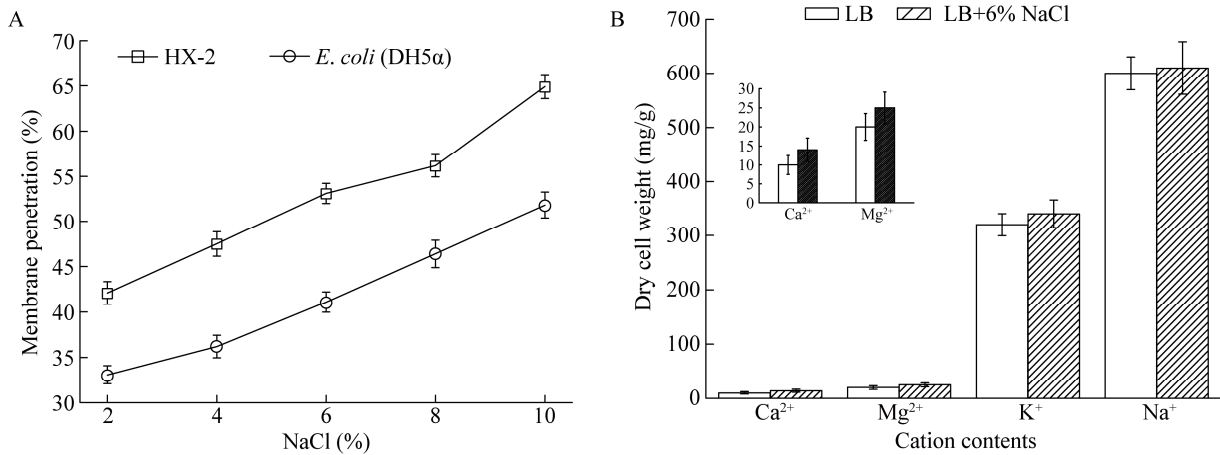 A
70
65
60
55
50
45
40
35
30
Membrane penetration (%)
HX-2
E. coli (DH5α)
2 4 6 8 10
NaCl (%)
B
LB LB+6% NaCl
700
600
500
400
300
200
100
0
Dry cell weight (mg/g)
30
25
20
15
10
5
0
Ca²⁺ Mg²⁺
Ca²⁺ Mg²⁺ K⁺ Na⁺
Cation contents